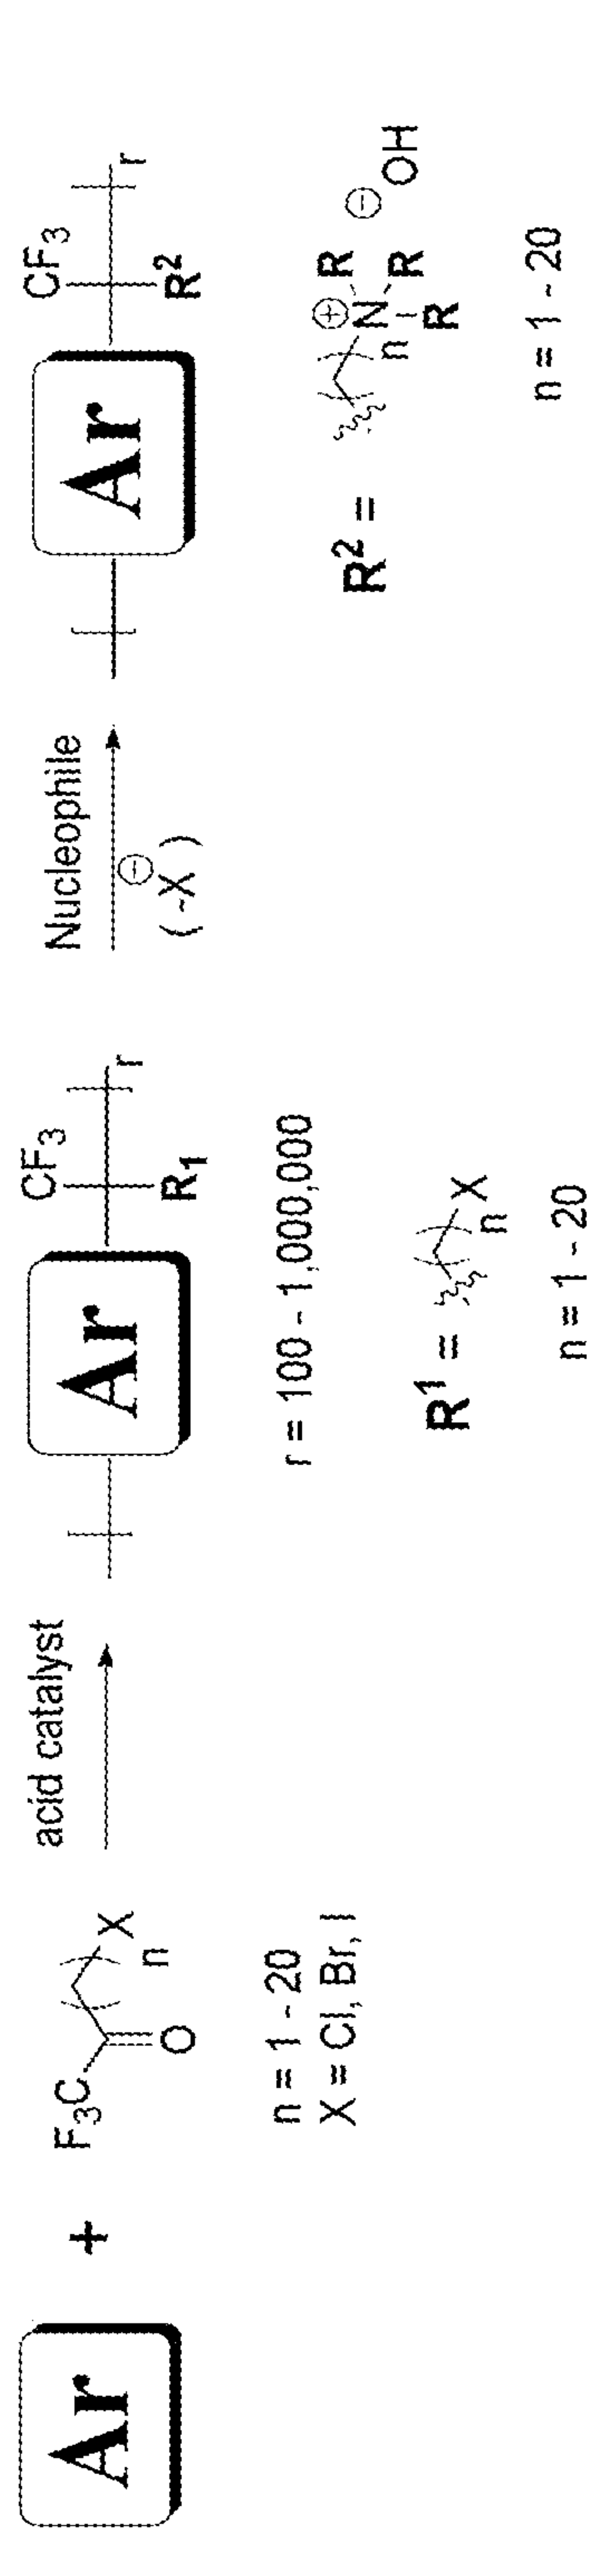 Ar + F₃C O ( ) n X
n = 1 - 20
X = Cl, Br, I
acid catalyst
Ar CF₃ R₁ r
r = 100 - 1,000,000
R¹ = ( ) n X
n = 1 - 20
Nucleophile
( -X ⊖ )
Ar CF₃ R² r
R² = ( ) n N ⊕ R R R ⊖ OH
n = 1 - 20